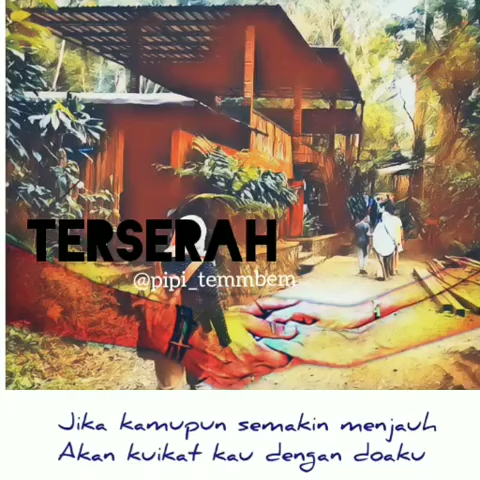 TERSERAH
@pipi_temmbem
Jika kamupun semakin menjauh
Akan kuikat kau dengan doaku